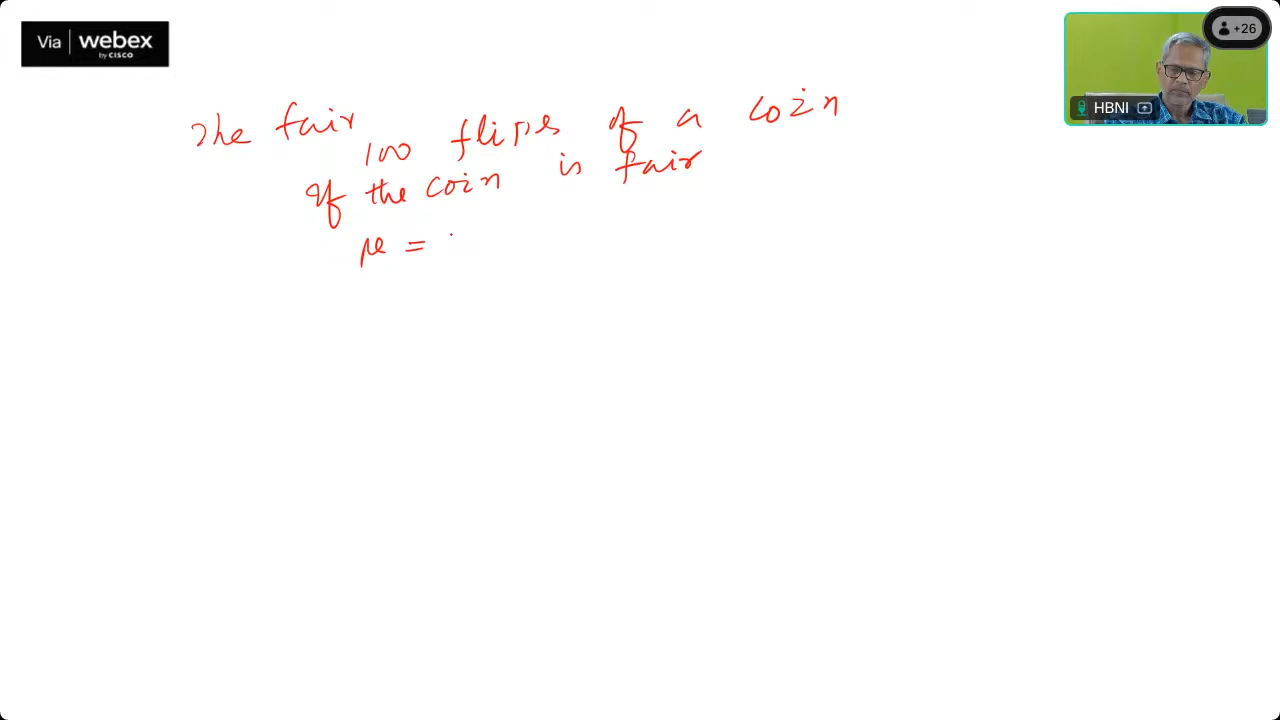 Via webex
by CISCO
+26
HBNI
The fair
100 flips of a coin
If the coin is fair
μ =